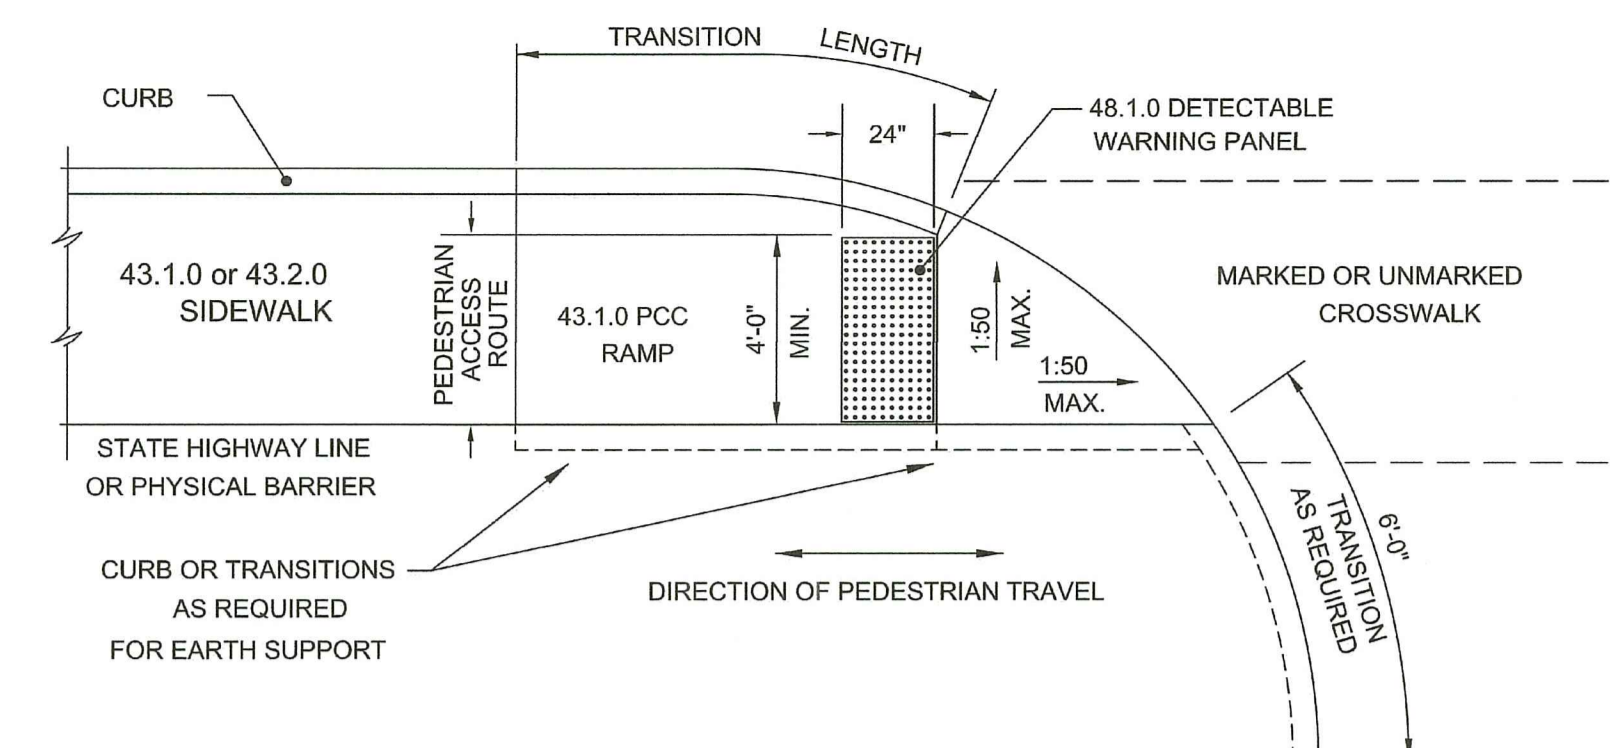 TRANSITION LENGTH
CURB
48.1.0 DETECTABLE
WARNING PANEL
24"
43.1.0 or 43.2.0
SIDEWALK
PEDESTRIAN
ACCESS
ROUTE
43.1.0 PCC
RAMP
4'-0"
MIN.
1:50
MAX.
1:50
MAX.
MARKED OR UNMARKED
CROSSWALK
STATE HIGHWAY LINE
OR PHYSICAL BARRIER
CURB OR TRANSITIONS
AS REQUIRED
FOR EARTH SUPPORT
DIRECTION OF PEDESTRIAN TRAVEL
6'-0"
TRANSITION
AS REQUIRED